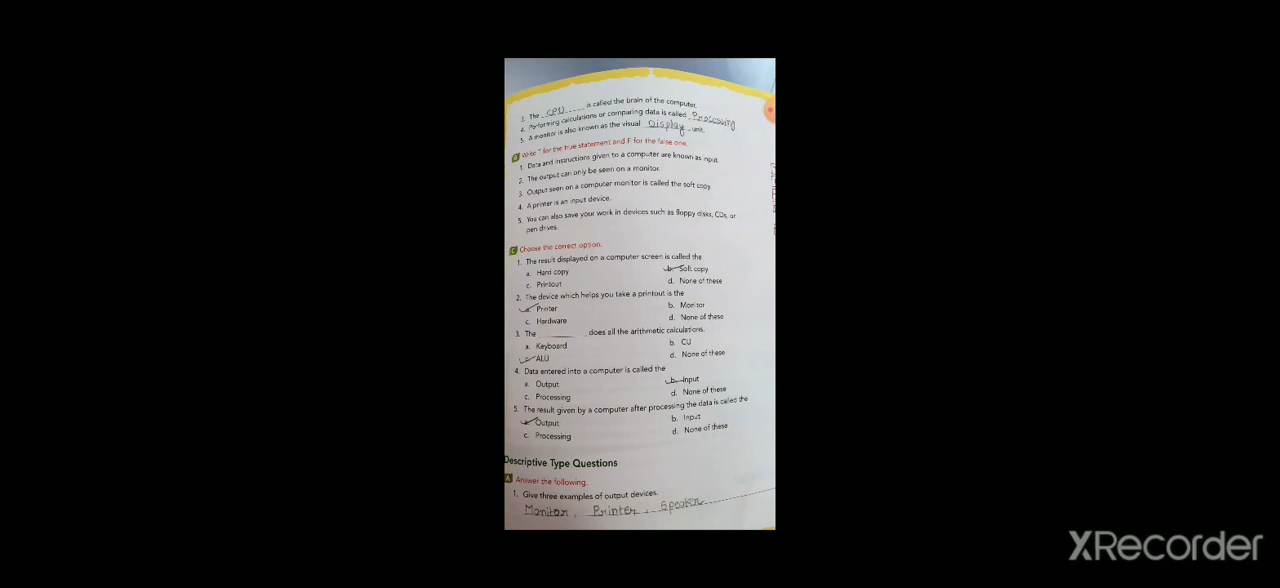 3. The CPU is called the brain of the computer.
4. Performing calculations or comparing data is called Processing
5. A monitor is also known as the visual Display unit.
B Write T for the true statement and F for the false one.
1. Data and instructions given to a computer are known as input.
2. The output can only be seen on a monitor.
3. Output seen on a computer monitor is called the soft copy
4. A printer is an input device.
5. You can also save your work in devices such as floppy disks, CDs, or
pen drives.
C Choose the correct option.
1. The result displayed on a computer screen is called the
a. Hard copy b. Soft copy
c. Printout d. None of these
2. The device which helps you take a printout is the
a. Printer b. Monitor
c. Hardware d. None of these
3. The ________ does all the arithmetic calculations.
a. Keyboard b. CU
c. ALU d. None of these
4. Data entered into a computer is called the
a. Output b. Input
c. Processing d. None of these
5. The result given by a computer after processing the data is called the
a. Output b. Input
c. Processing d. None of these
Descriptive Type Questions
A Answer the following.
1. Give three examples of output devices.
Monitor, Printer, Speaker
XRecorder